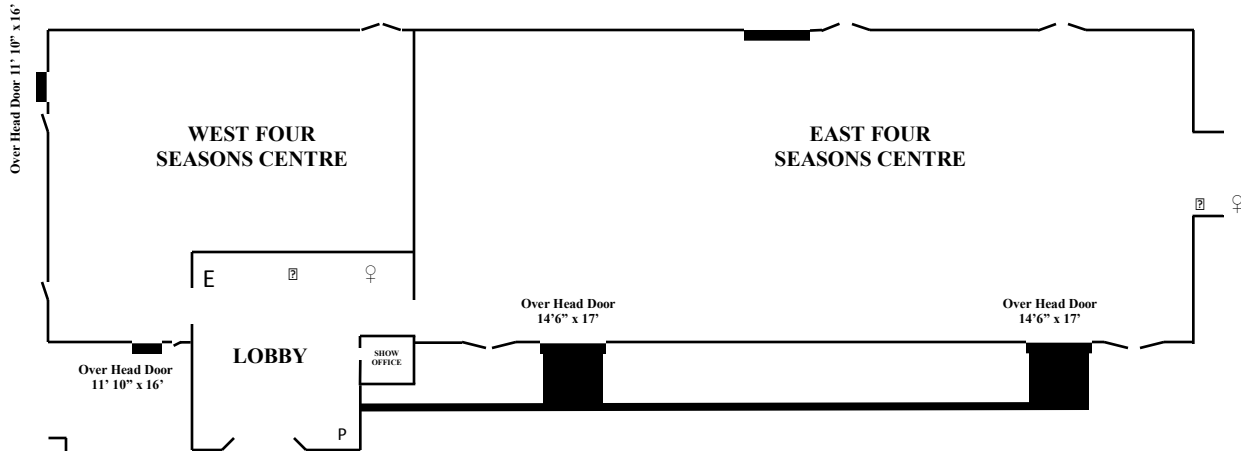 Over Head Door 11' 10" x 16'
WEST FOUR
SEASONS CENTRE
EAST FOUR
SEASONS CENTRE
E
♀
♀
Over Head Door
14'6" x 17'
Over Head Door
14'6" x 17'
LOBBY
SHOW
OFFICE
Over Head Door
11' 10" x 16'
P